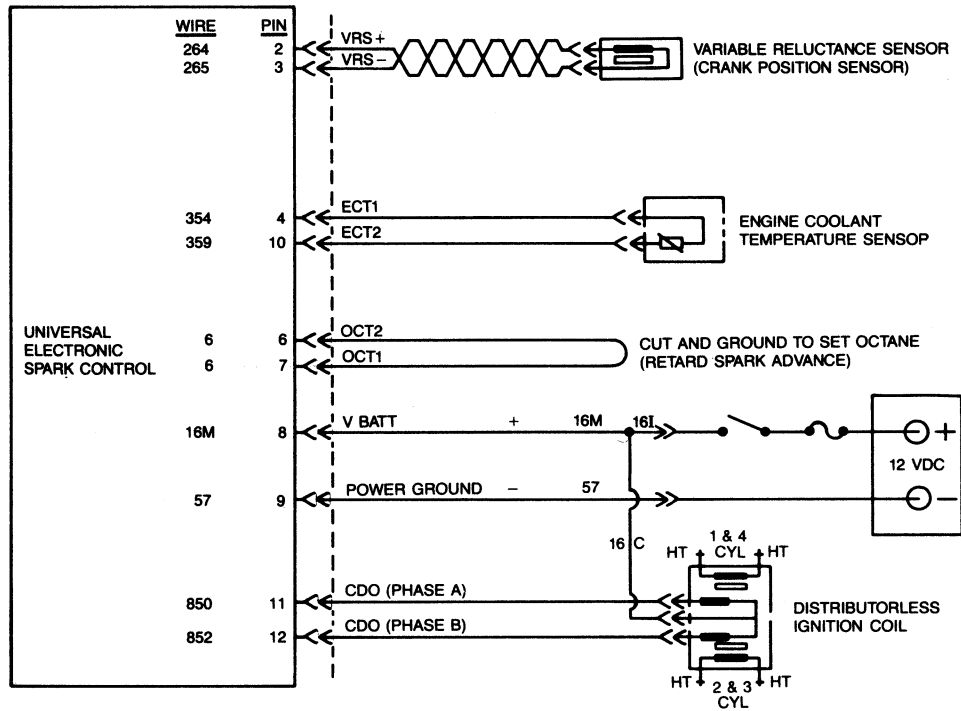 WIRE PIN
264 2 VRS+
265 3 VRS−
VARIABLE RELUCTANCE SENSOR
(CRANK POSITION SENSOR)
354 4 ECT1
359 10 ECT2
ENGINE COOLANT
TEMPERATURE SENSOP
UNIVERSAL
ELECTRONIC
SPARK CONTROL
6 6 OCT2
6 7 OCT1
CUT AND GROUND TO SET OCTANE
(RETARD SPARK ADVANCE)
16M 8 V BATT + 16M 16I
+
12 VDC
57 9 POWER GROUND − 57
−
16 C
1 & 4
CYL
HT HT
850 11 CDO (PHASE A)
852 12 CDO (PHASE B)
DISTRIBUTORLESS
IGNITION COIL
HT HT
2 & 3
CYL